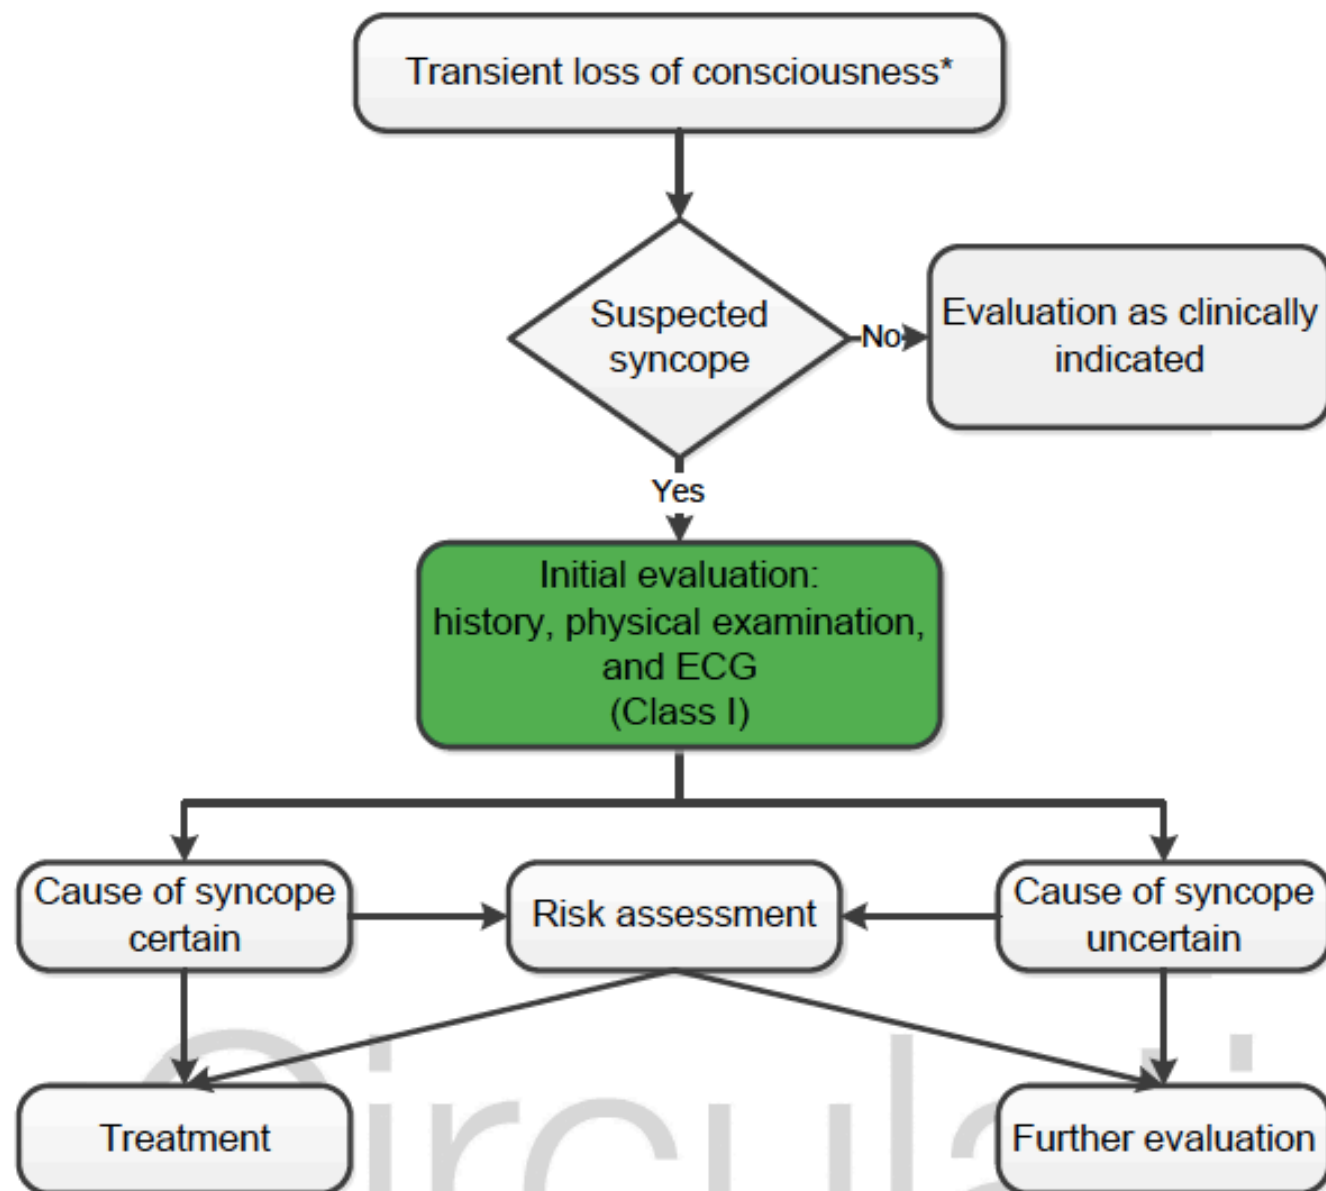 Transient loss of consciousness*
Suspected
syncope
No
Evaluation as clinically
indicated
Yes
Initial evaluation:
history, physical examination,
and ECG
(Class I)
Cause of syncope
certain
Risk assessment
Cause of syncope
uncertain
Treatment
Further evaluation